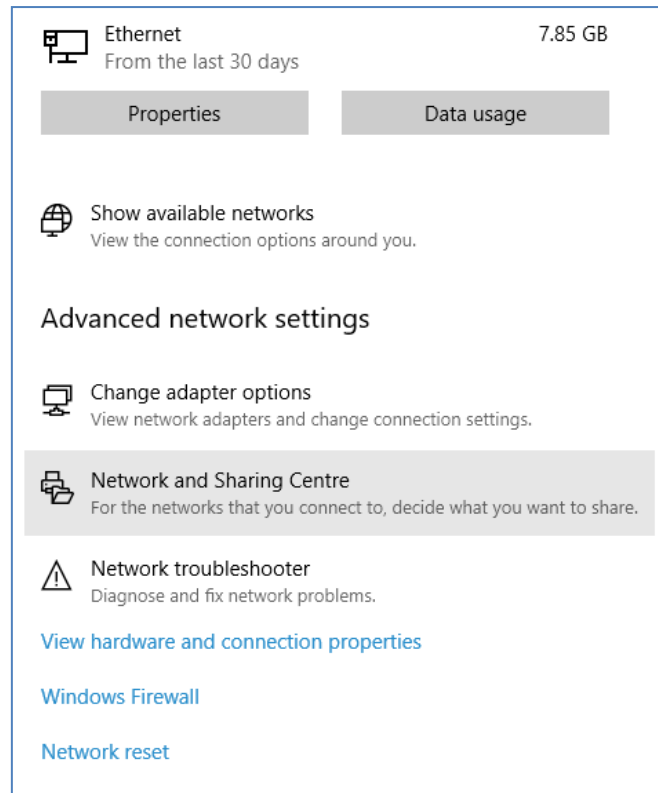 Ethernet 7.85 GB
From the last 30 days
Properties Data usage
Show available networks
View the connection options around you.
Advanced network settings
Change adapter options
View network adapters and change connection settings.
Network and Sharing Centre
For the networks that you connect to, decide what you want to share.
Network troubleshooter
Diagnose and fix network problems.
View hardware and connection properties
Windows Firewall
Network reset